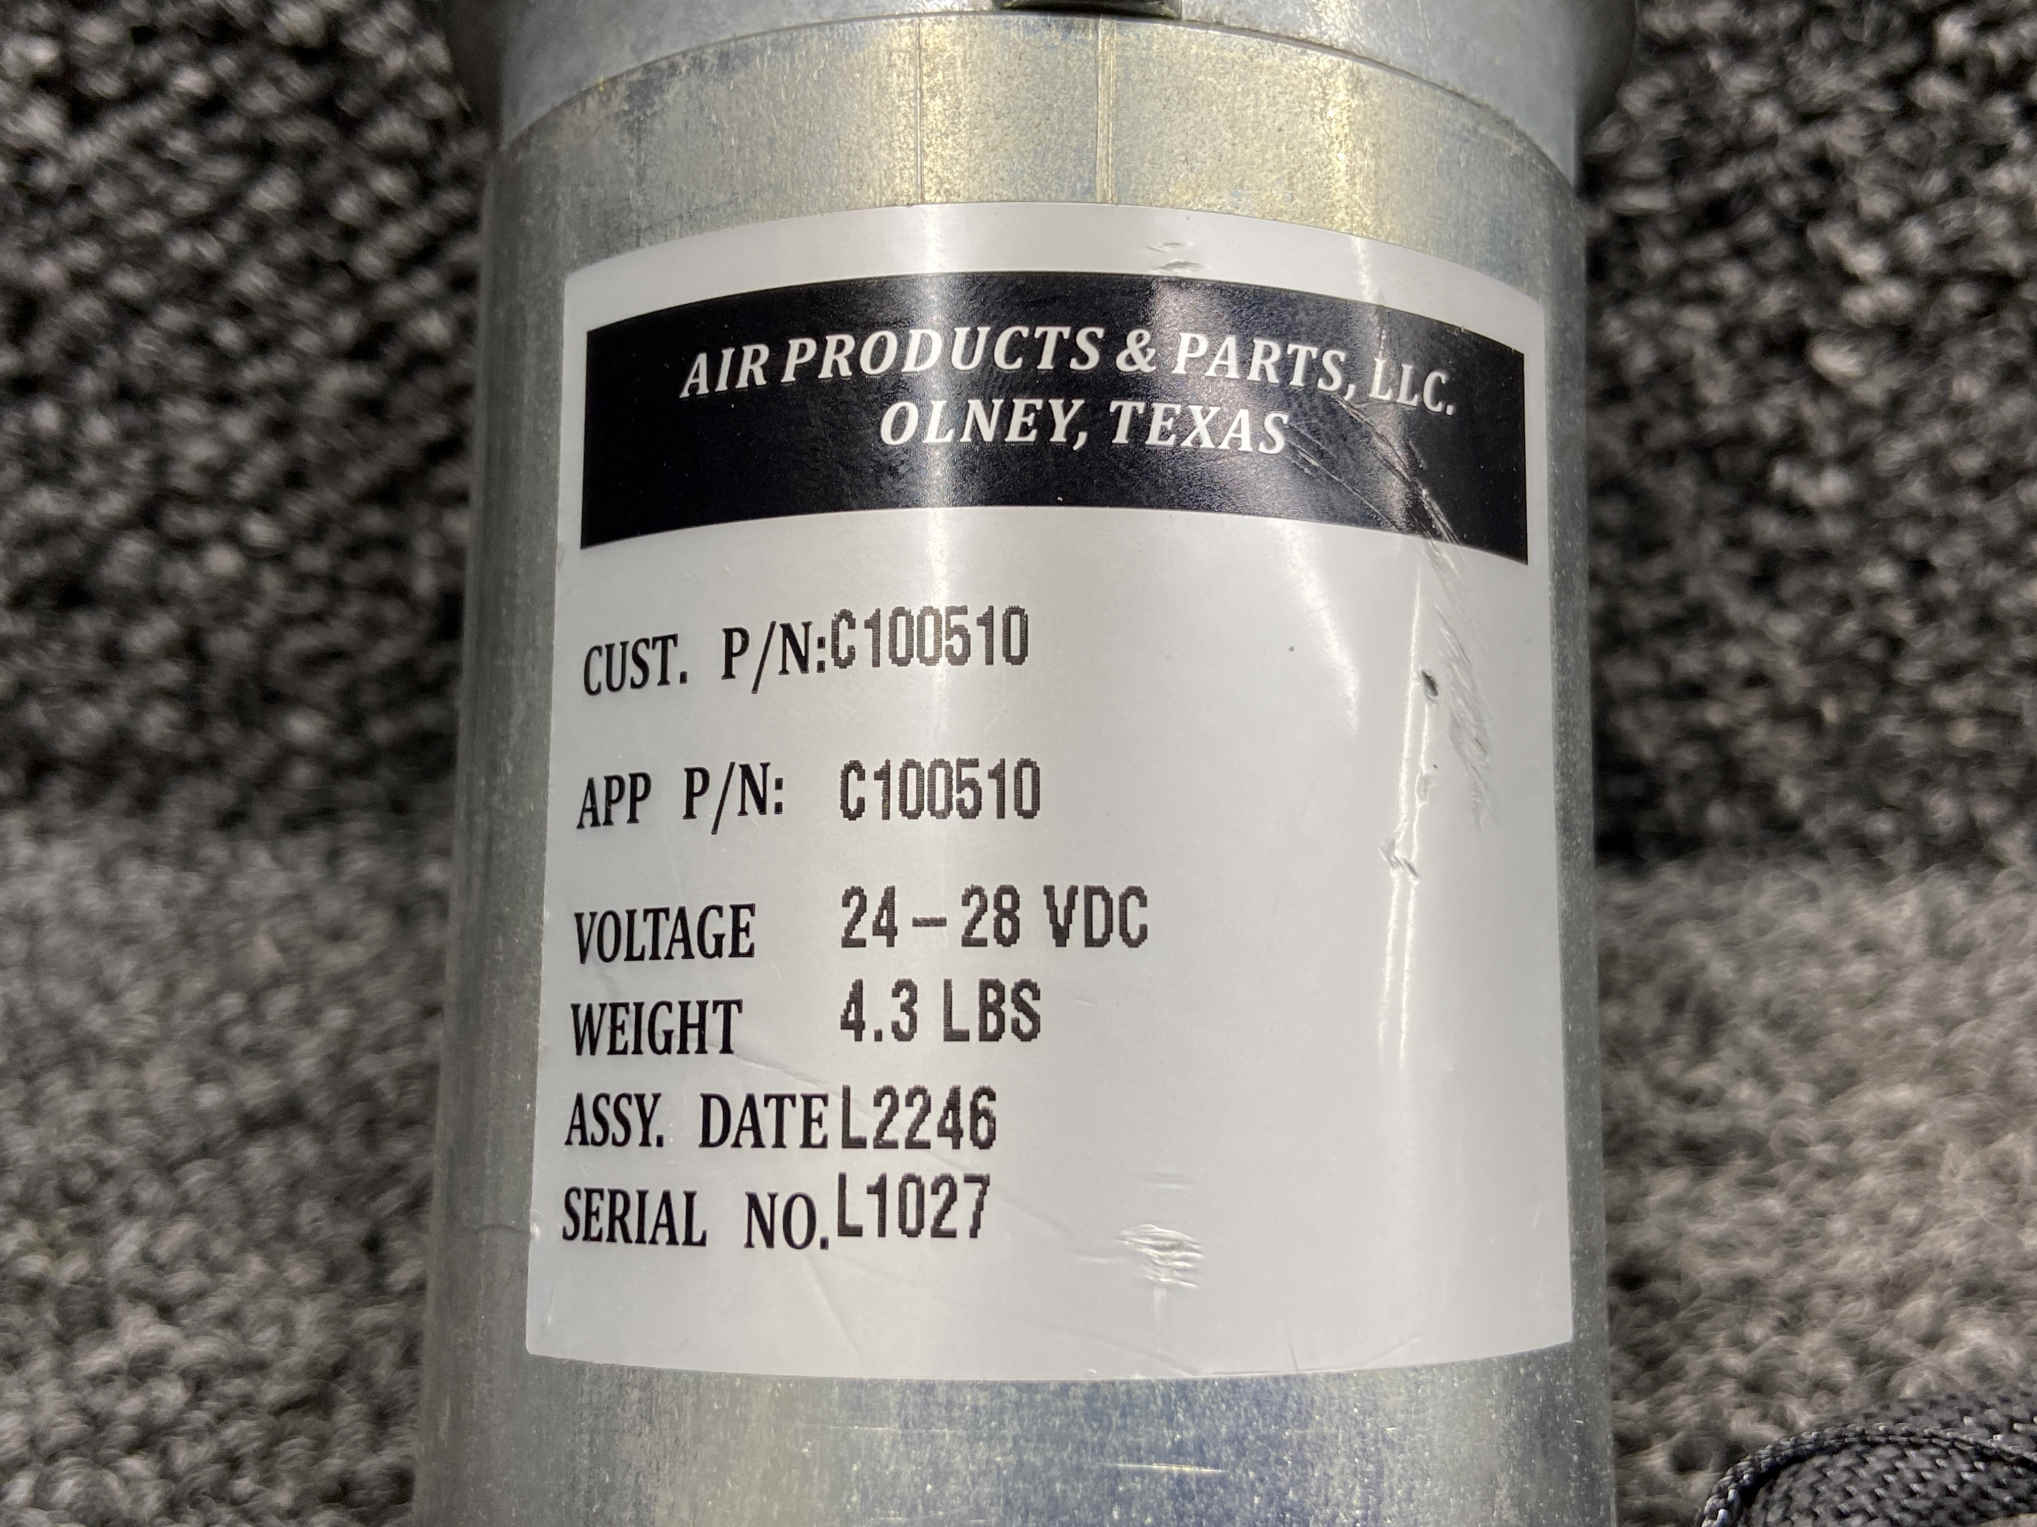 AIR PRODUCTS & PARTS, LLC.
OLNEY, TEXAS
CUST. P/N: C100510
APP P/N: C100510
VOLTAGE 24-28 VDC
WEIGHT 4.3 LBS
ASSY. DATE L2246
SERIAL NO. L1027